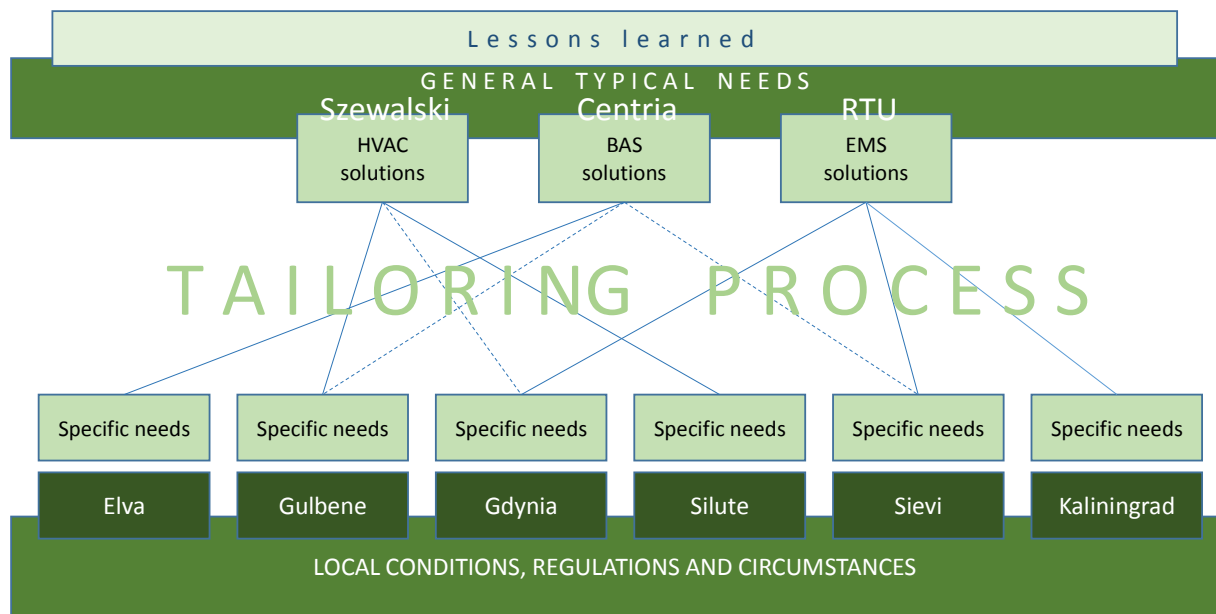 Lessons learned
GENERAL TYPICAL NEEDS
Szewalski
Centria
RTU
HVAC
solutions
BAS
solutions
EMS
solutions
TAILORING PROCESS
Specific needs
Specific needs
Specific needs
Specific needs
Specific needs
Specific needs
Elva
Gulbene
Gdynia
Silute
Sievi
Kaliningrad
LOCAL CONDITIONS, REGULATIONS AND CIRCUMSTANCES